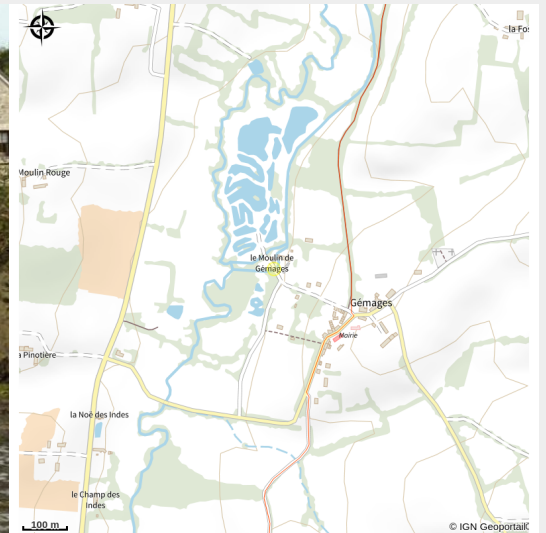 la Fos
Moulin Rouge
le Moulin de
Gémages
Gémages
Mairie
a Pinotière
la Noë des Indes
le Champ des
Indes
100 m
© IGN Geoportail